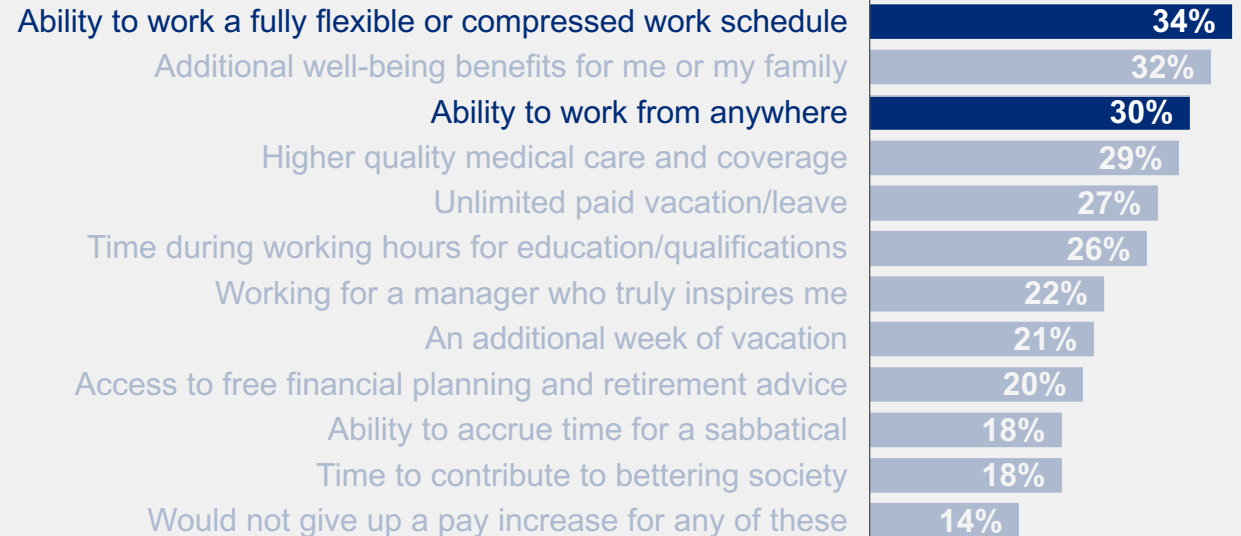 Ability to work a fully flexible or compressed work schedule 34%
Additional well-being benefits for me or my family 32%
Ability to work from anywhere 30%
Higher quality medical care and coverage 29%
Unlimited paid vacation/leave 27%
Time during working hours for education/qualifications 26%
Working for a manager who truly inspires me 22%
An additional week of vacation 21%
Access to free financial planning and retirement advice 20%
Ability to accrue time for a sabbatical 18%
Time to contribute to bettering society 18%
Would not give up a pay increase for any of these 14%